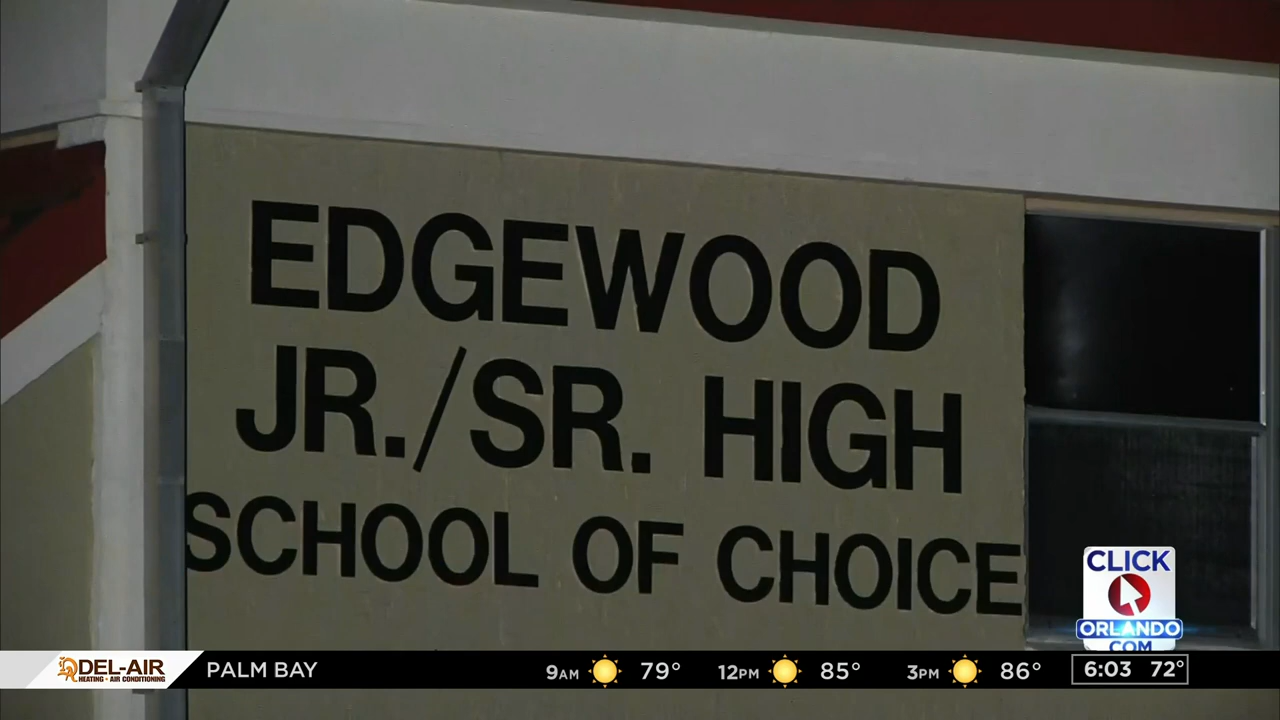 EDGEWOOD
JR./SR. HIGH
SCHOOL OF CHOICE
CLICK
ORLANDO
.COM
DEL-AIR
HEATING • AIR CONDITIONING
PALM BAY
9AM 79° 12PM 85° 3PM 86°
6:03 72°